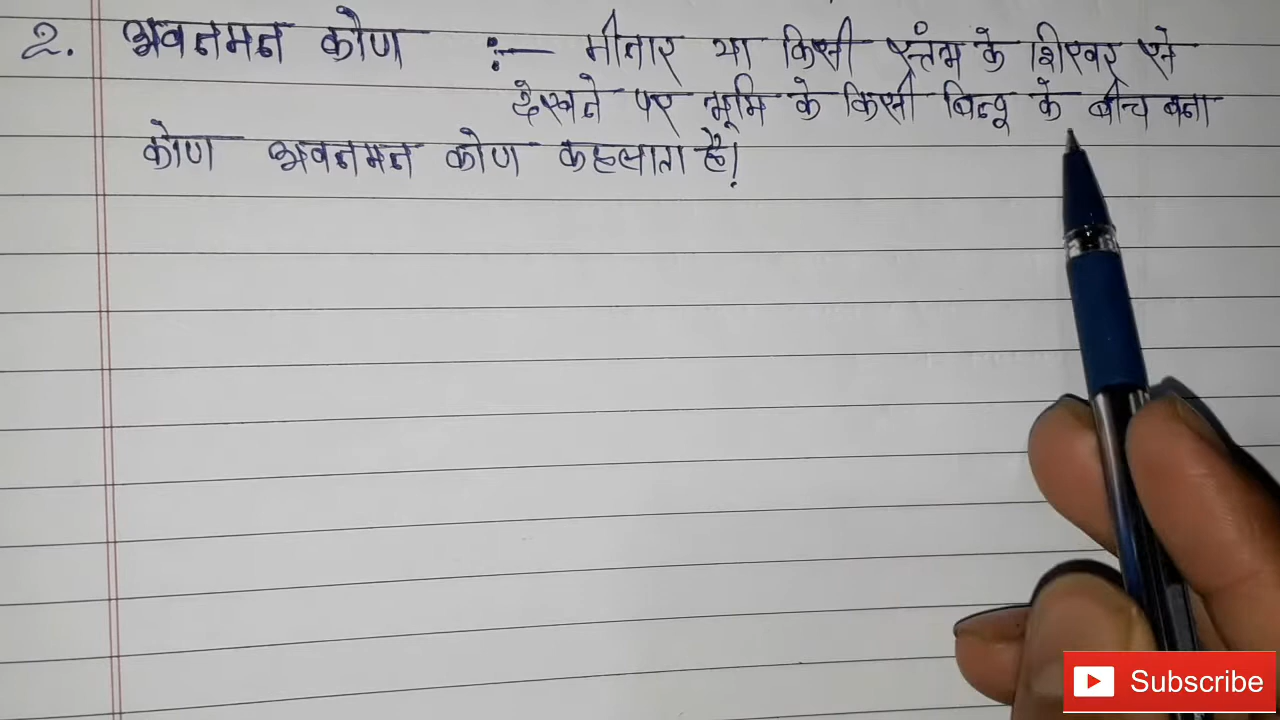 2. अवनमन कोण :— मीनार या किसी स्तंभ के शिखर से
देखने पर भूमि के किसी बिन्दू के बीच बना
कोण अवनमन कोण कहलाता है।
Subscribe